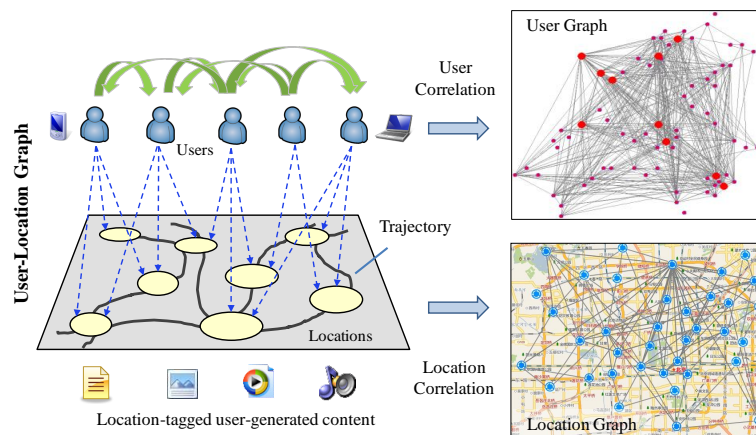 User-Location Graph
Users
Trajectory
Locations
Location-tagged user-generated content
User
Correlation
Location
Correlation
User Graph
Location Graph